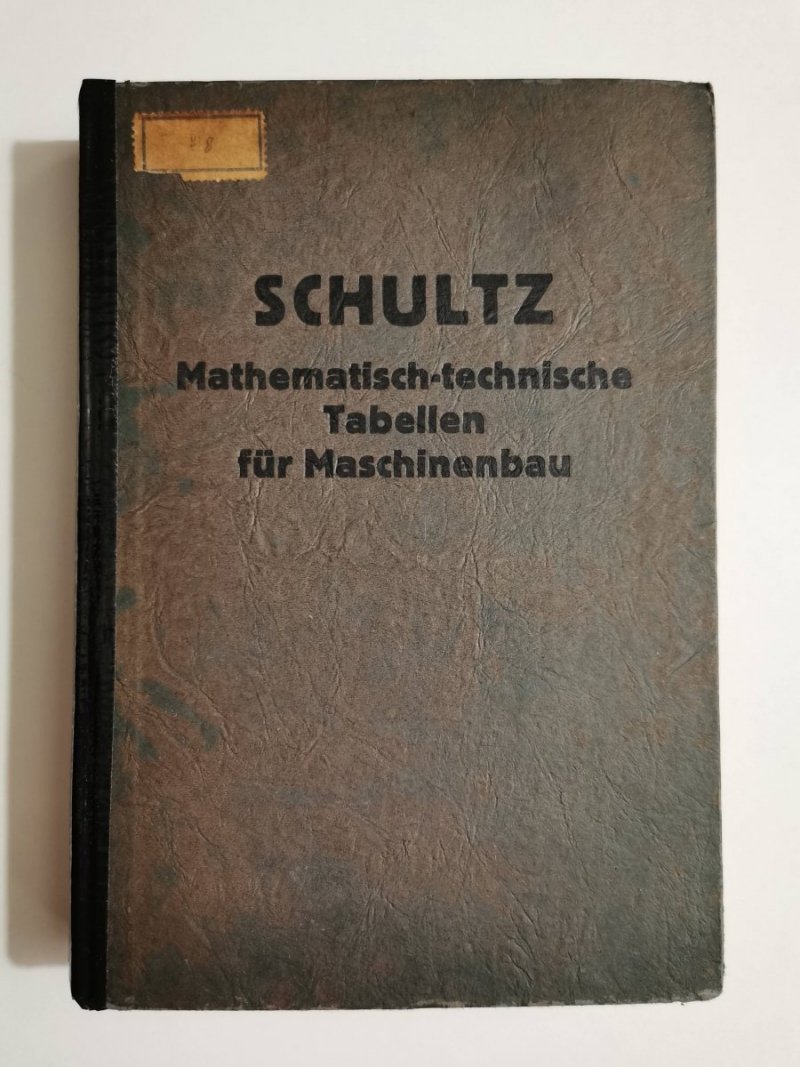 SCHULTZ
Mathematisch-technische
Tabellen
für Maschinenbau